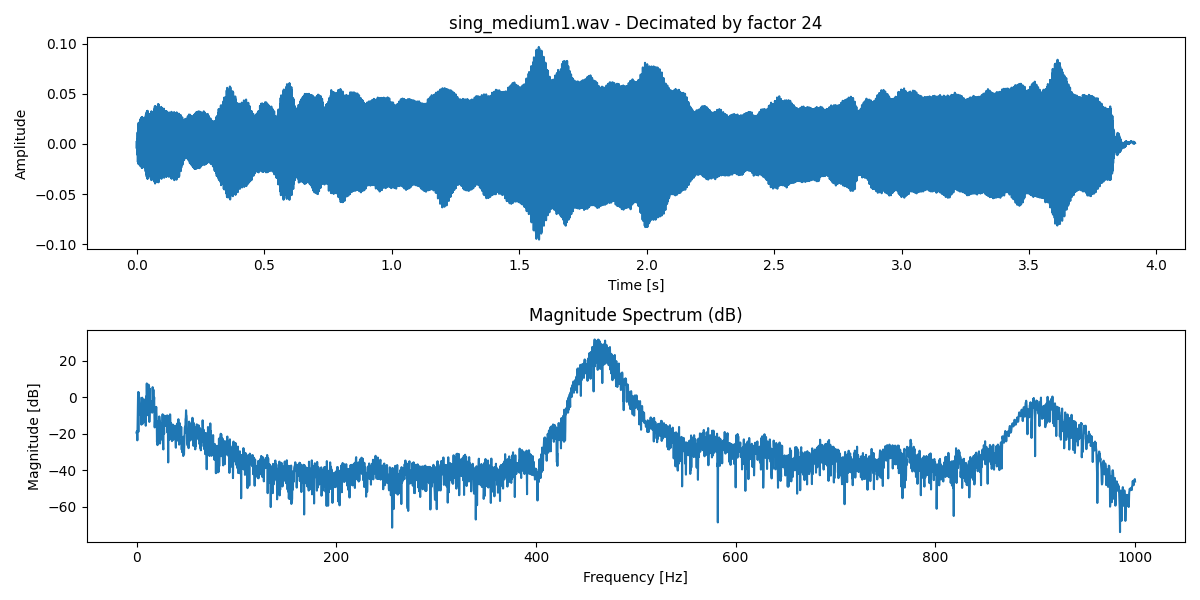 sing_medium1.wav - Decimated by factor 24
0.10
0.05
0.00
−0.05
−0.10
Amplitude
0.0 0.5 1.0 1.5 2.0 2.5 3.0 3.5 4.0
Time [s]
Magnitude Spectrum (dB)
20
0
−20
−40
−60
Magnitude [dB]
0 200 400 600 800 1000
Frequency [Hz]